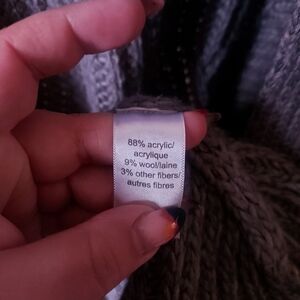 88% acrylic/
acrylique
9% wool/laine
3% other fibers/
autres fibres